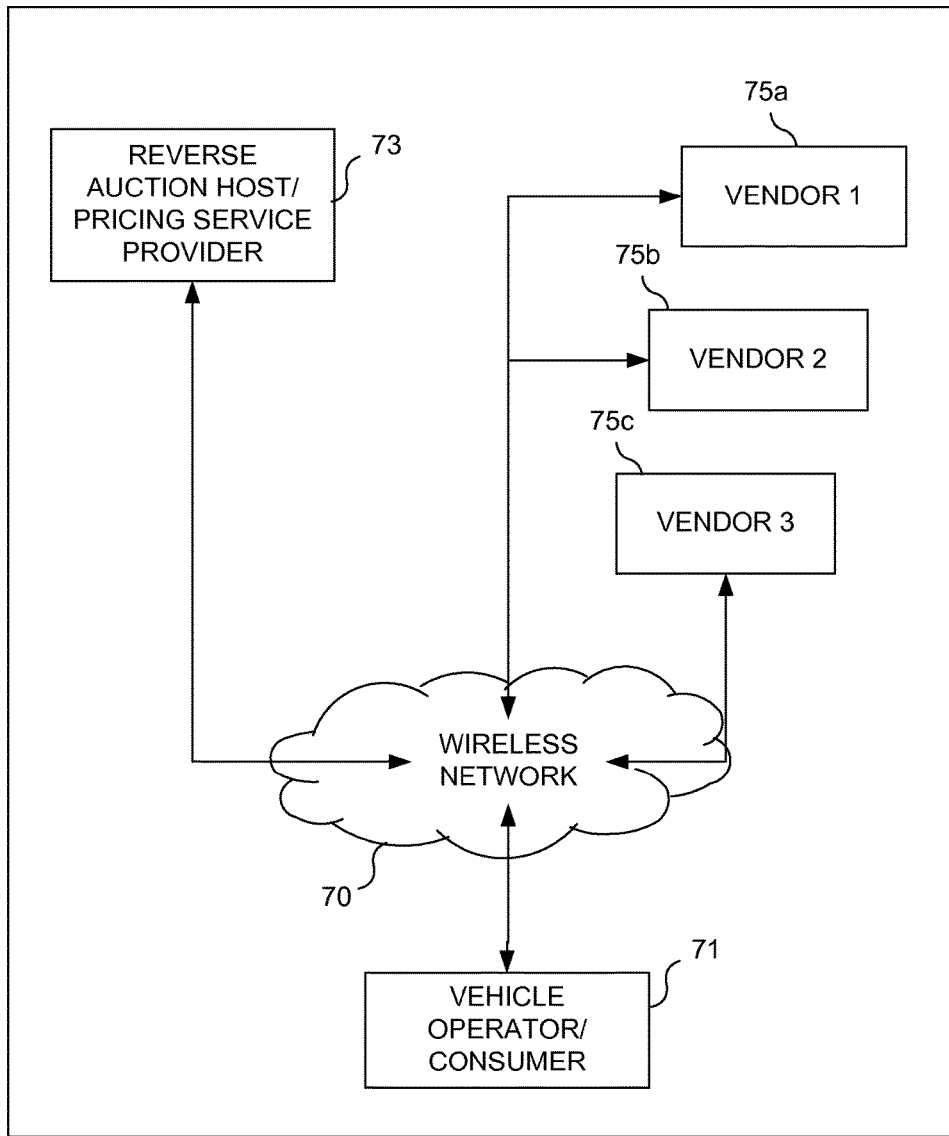 75a
73
REVERSE
AUCTION HOST/
PRICING SERVICE
PROVIDER
VENDOR 1
75b
VENDOR 2
75c
VENDOR 3
WIRELESS
NETWORK
70
71
VEHICLE
OPERATOR/
CONSUMER